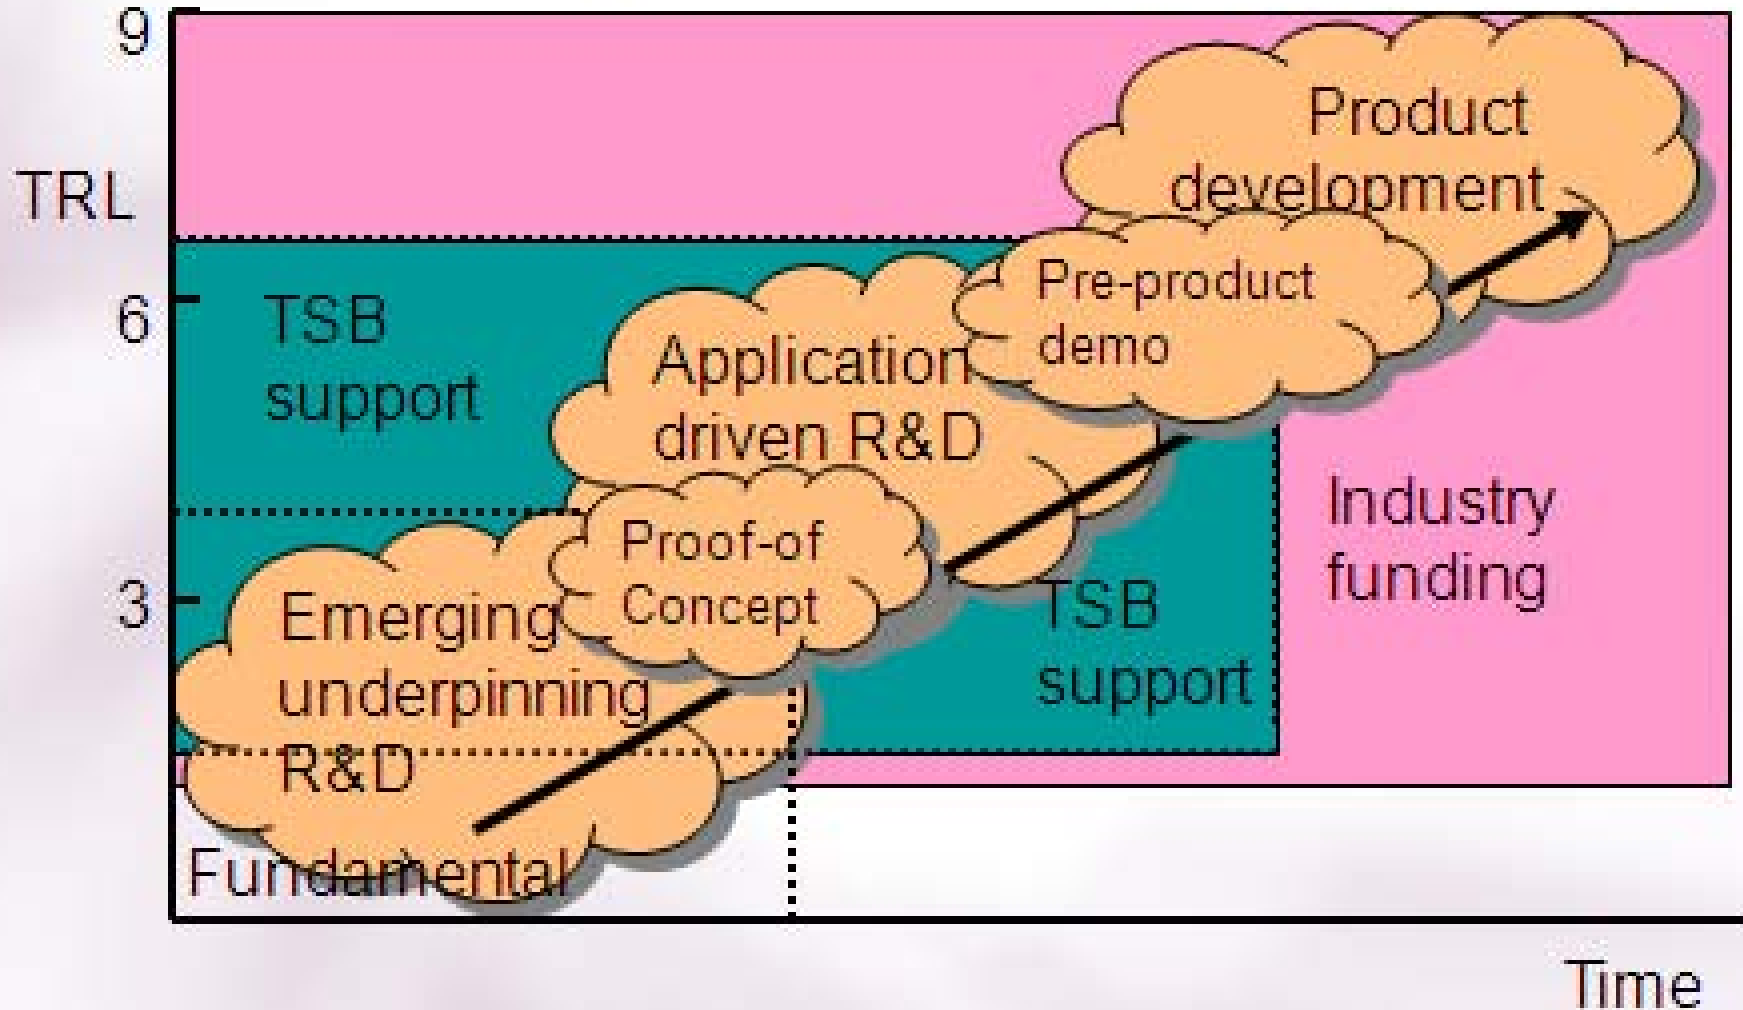 9
Product
development
TRL
Pre-product
demo
6
TSB
support
Application
driven R&D
Industry
funding
Proof-of
Concept
3
Emerging
underpinning
R&D
TSB
support
Fundamental
Time